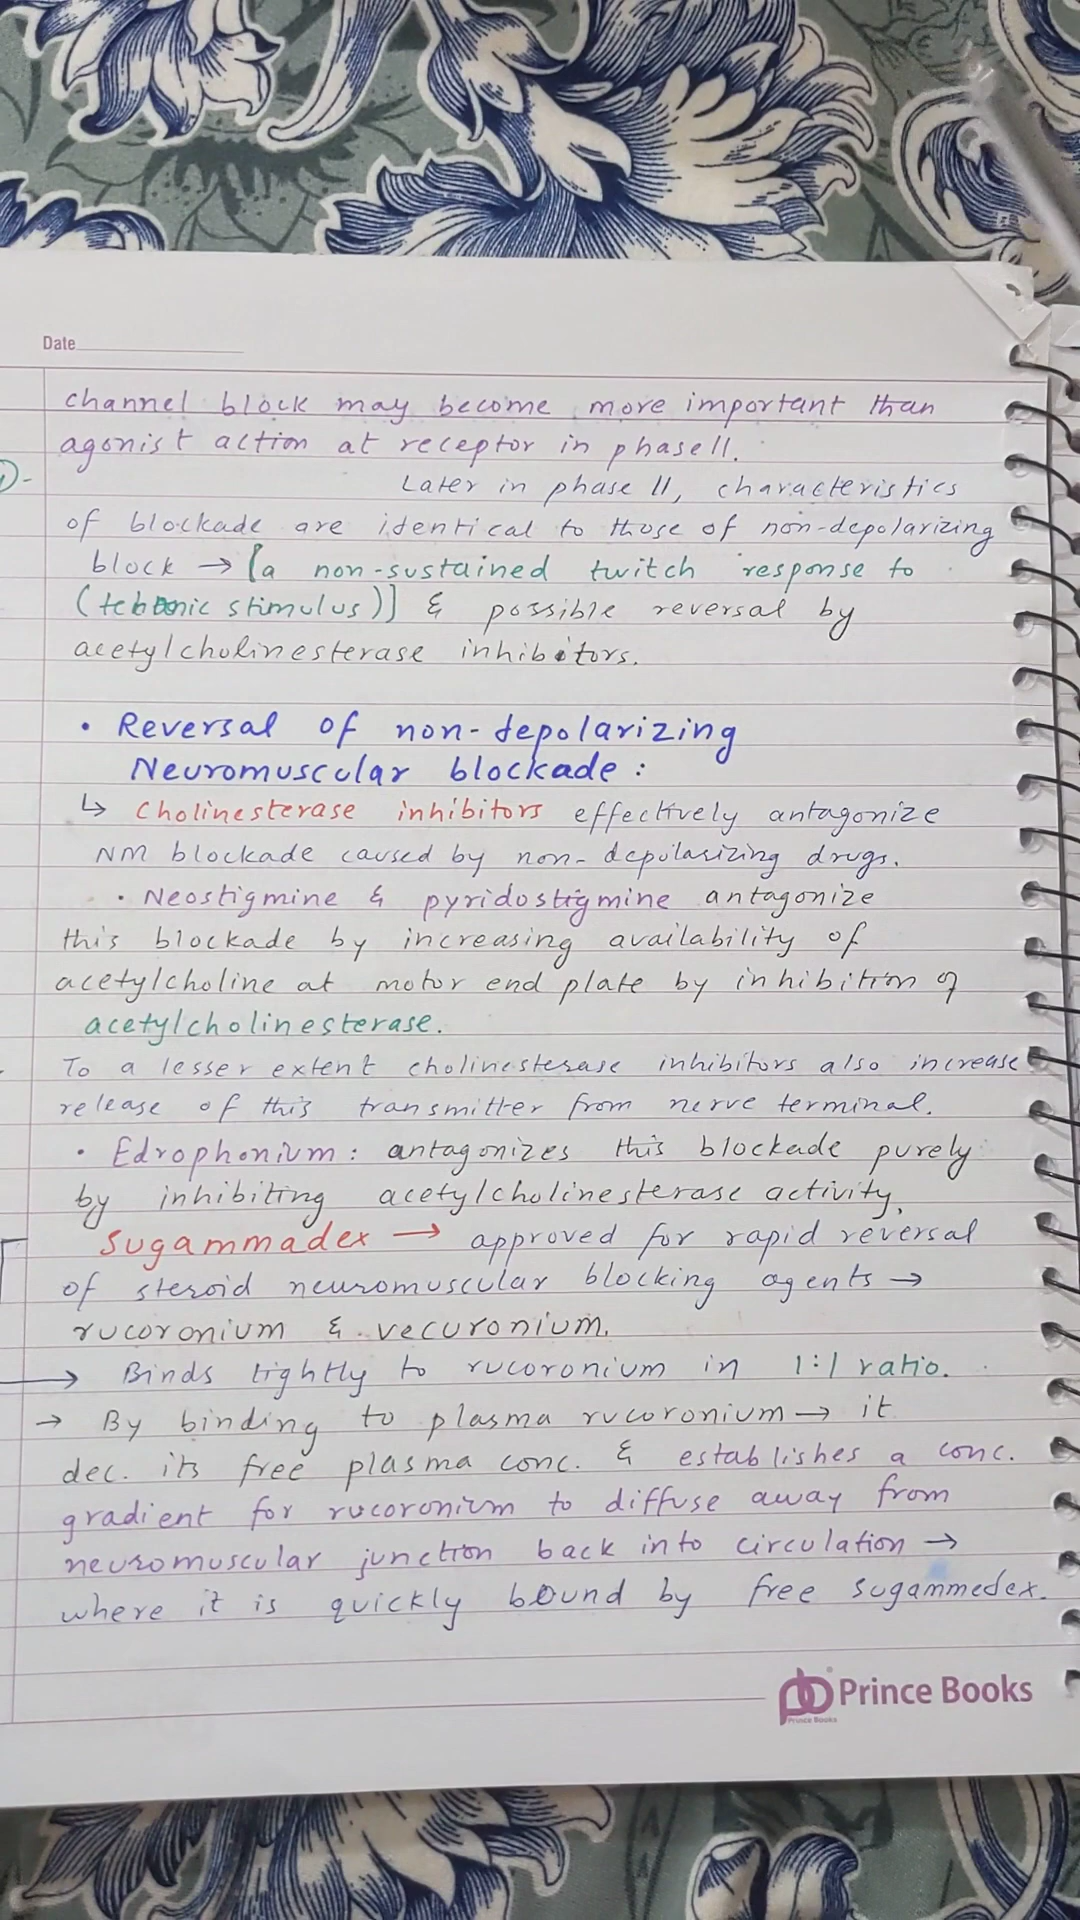 Date
channel block may become more important than
agonist action at receptor in phase II.
Later in phase II, characteristics
of blockade are identical to those of non-depolarizing
block → [a non-sustained twitch response to
(tetanic stimulus)] & possible reversal by
acetylcholinesterase inhibitors.
• Reversal of non-depolarizing
Neuromuscular blockade :
↳ Cholinesterase inhibitors effectively antagonize
NM blockade caused by non-depolarizing drugs.
• Neostigmine & pyridostigmine antagonize
this blockade by increasing availability of
acetylcholine at motor end plate by inhibition of
acetylcholinesterase.
To a lesser extent cholinesterase inhibitors also increase
release of this transmitter from nerve terminal.
• Edrophonium : antagonizes this blockade purely
by inhibiting acetylcholinesterase activity.
Sugammadex → approved for rapid reversal
of steroid neuromuscular blocking agents →
rucoronium & vecuronium.
→ Binds tightly to rucoronium in 1:1 ratio.
→ By binding to plasma rucoronium → it
dec. its free plasma conc. & establishes a conc.
gradient for rucoronium to diffuse away from
neuromuscular junction back into circulation →
where it is quickly bound by free sugammedex.
pb Prince Books
Prince Books